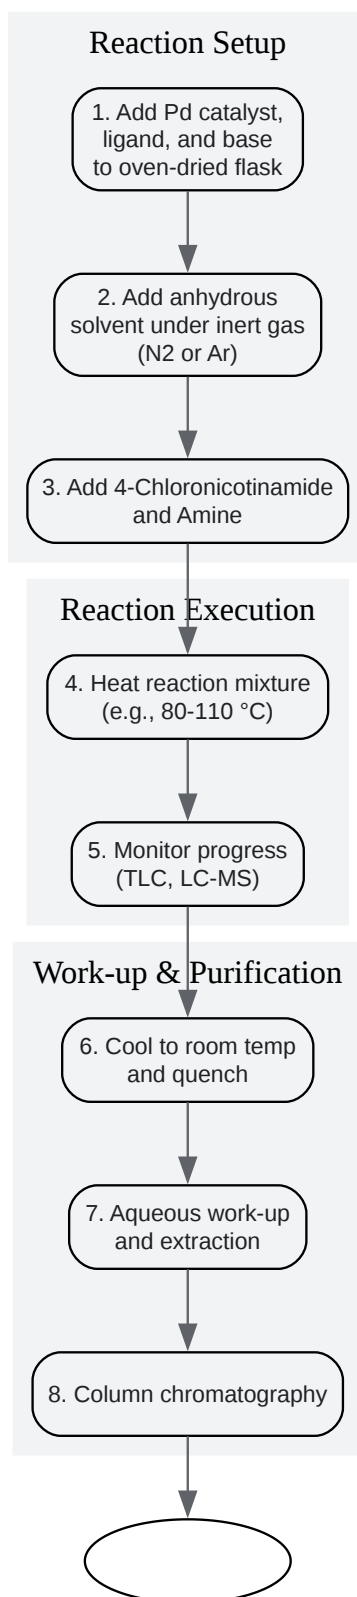 Reaction Setup
1. Add Pd catalyst,
ligand, and base
to oven-dried flask
2. Add anhydrous
solvent under inert gas
(N2 or Ar)
3. Add 4-Chloronicotinamide
and Amine
Reaction Execution
4. Heat reaction mixture
(e.g., 80-110 °C)
5. Monitor progress
(TLC, LC-MS)
Work-up & Purification
6. Cool to room temp
and quench
7. Aqueous work-up
and extraction
8. Column chromatography